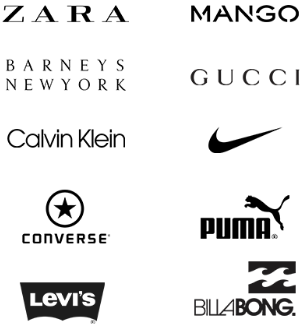 ZARA
MANGO
BARNEYS
NEWYORK
GUCCI
Calvin Klein
CONVERSE®
PUMA®
LEVI'S®
BILLABONG.